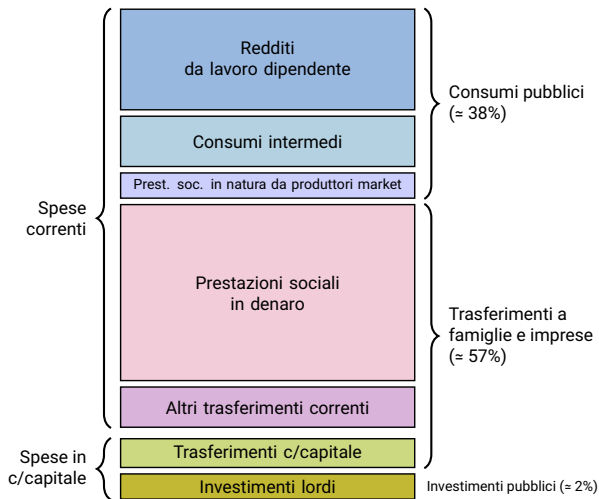 Redditi
da lavoro dipendente
Consumi pubblici
(≈ 38%)
Consumi intermedi
Prest. soc. in natura da produttori market
Spese
correnti
Prestazioni sociali
in denaro
Trasferimenti a
famiglie e imprese
(≈ 57%)
Altri trasferimenti correnti
Spese in
c/capitale
Trasferimenti c/capitale
Investimenti lordi
Investimenti pubblici (≈ 2%)